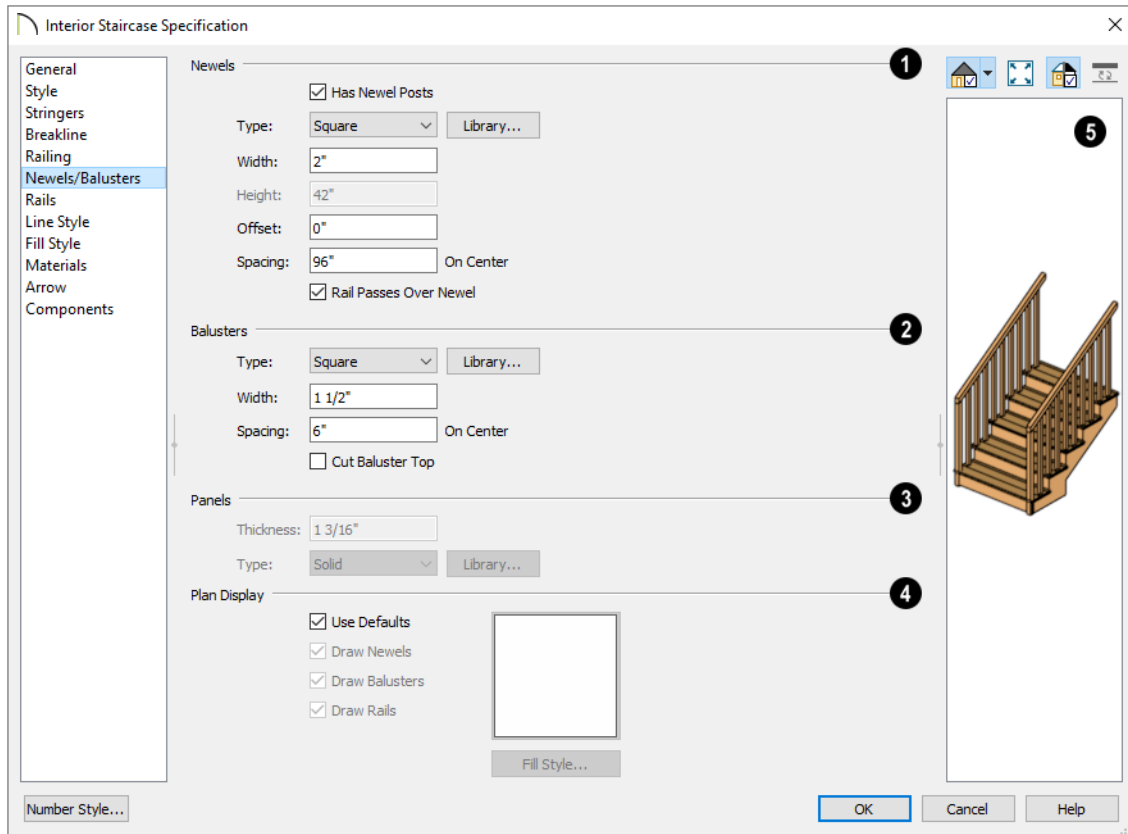 Interior Staircase Specification
General
Style
Stringers
Breakline
Railing
Newels/Balusters
Rails
Line Style
Fill Style
Materials
Arrow
Components
Newels
1
Has Newel Posts
Type: Square Library...
Width: 2"
Height: 42"
Offset: 0"
Spacing: 96" On Center
Rail Passes Over Newel
Balusters
2
Type: Square Library...
Width: 1 1/2"
Spacing: 6" On Center
Cut Baluster Top
Panels
3
Thickness: 1 3/16"
Type: Solid Library...
Plan Display
4
Use Defaults
Draw Newels
Draw Balusters
Draw Rails
Fill Style...
5
Number Style...
OK
Cancel
Help